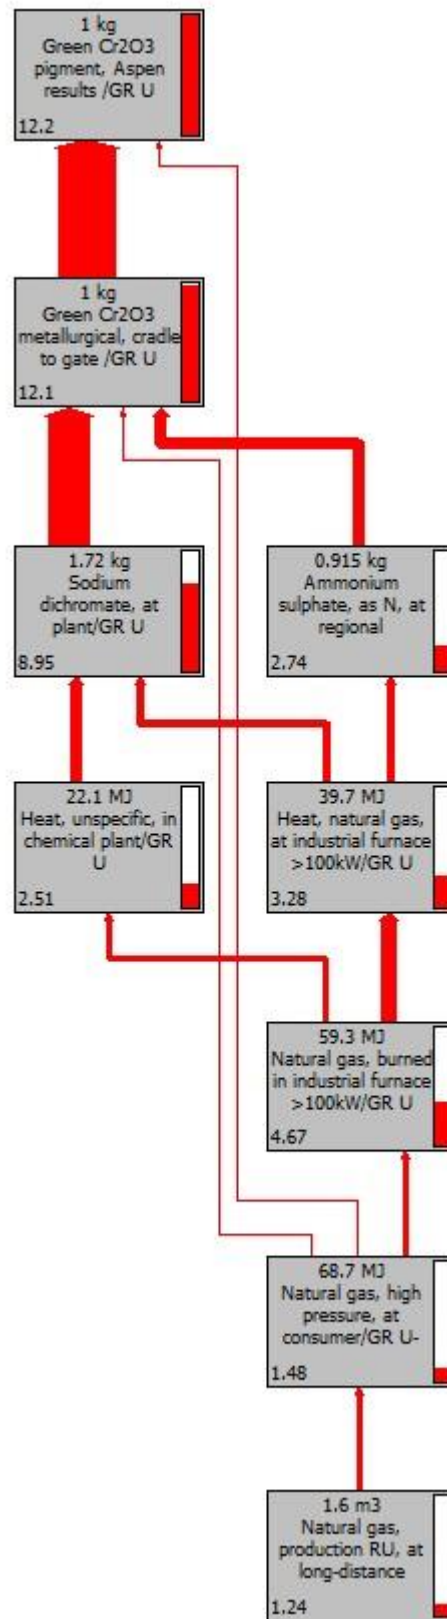 1 kg
Green Cr2O3
pigment, Aspen
results /GR U
12.2
1 kg
Green Cr2O3
metallurgical, cradle
to gate /GR U
12.1
1.72 kg
Sodium
dichromate, at
plant/GR U
8.95
0.915 kg
Ammonium
sulphate, as N, at
regional
2.74
22.1 MJ
Heat, unspecific, in
chemical plant/GR
U
2.51
39.7 MJ
Heat, natural gas,
at industrial furnace
>100kW/GR U
3.28
59.3 MJ
Natural gas, burned
in industrial furnace
>100kW/GR U
4.67
68.7 MJ
Natural gas, high
pressure, at
consumer/GR U-
1.48
1.6 m3
Natural gas,
production RU, at
long-distance
1.24